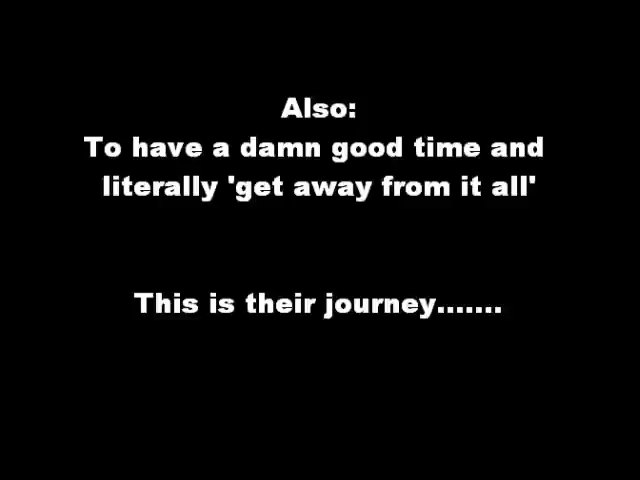 Also:
To have a damn good time and
literally 'get away from it all'
This is their journey.......